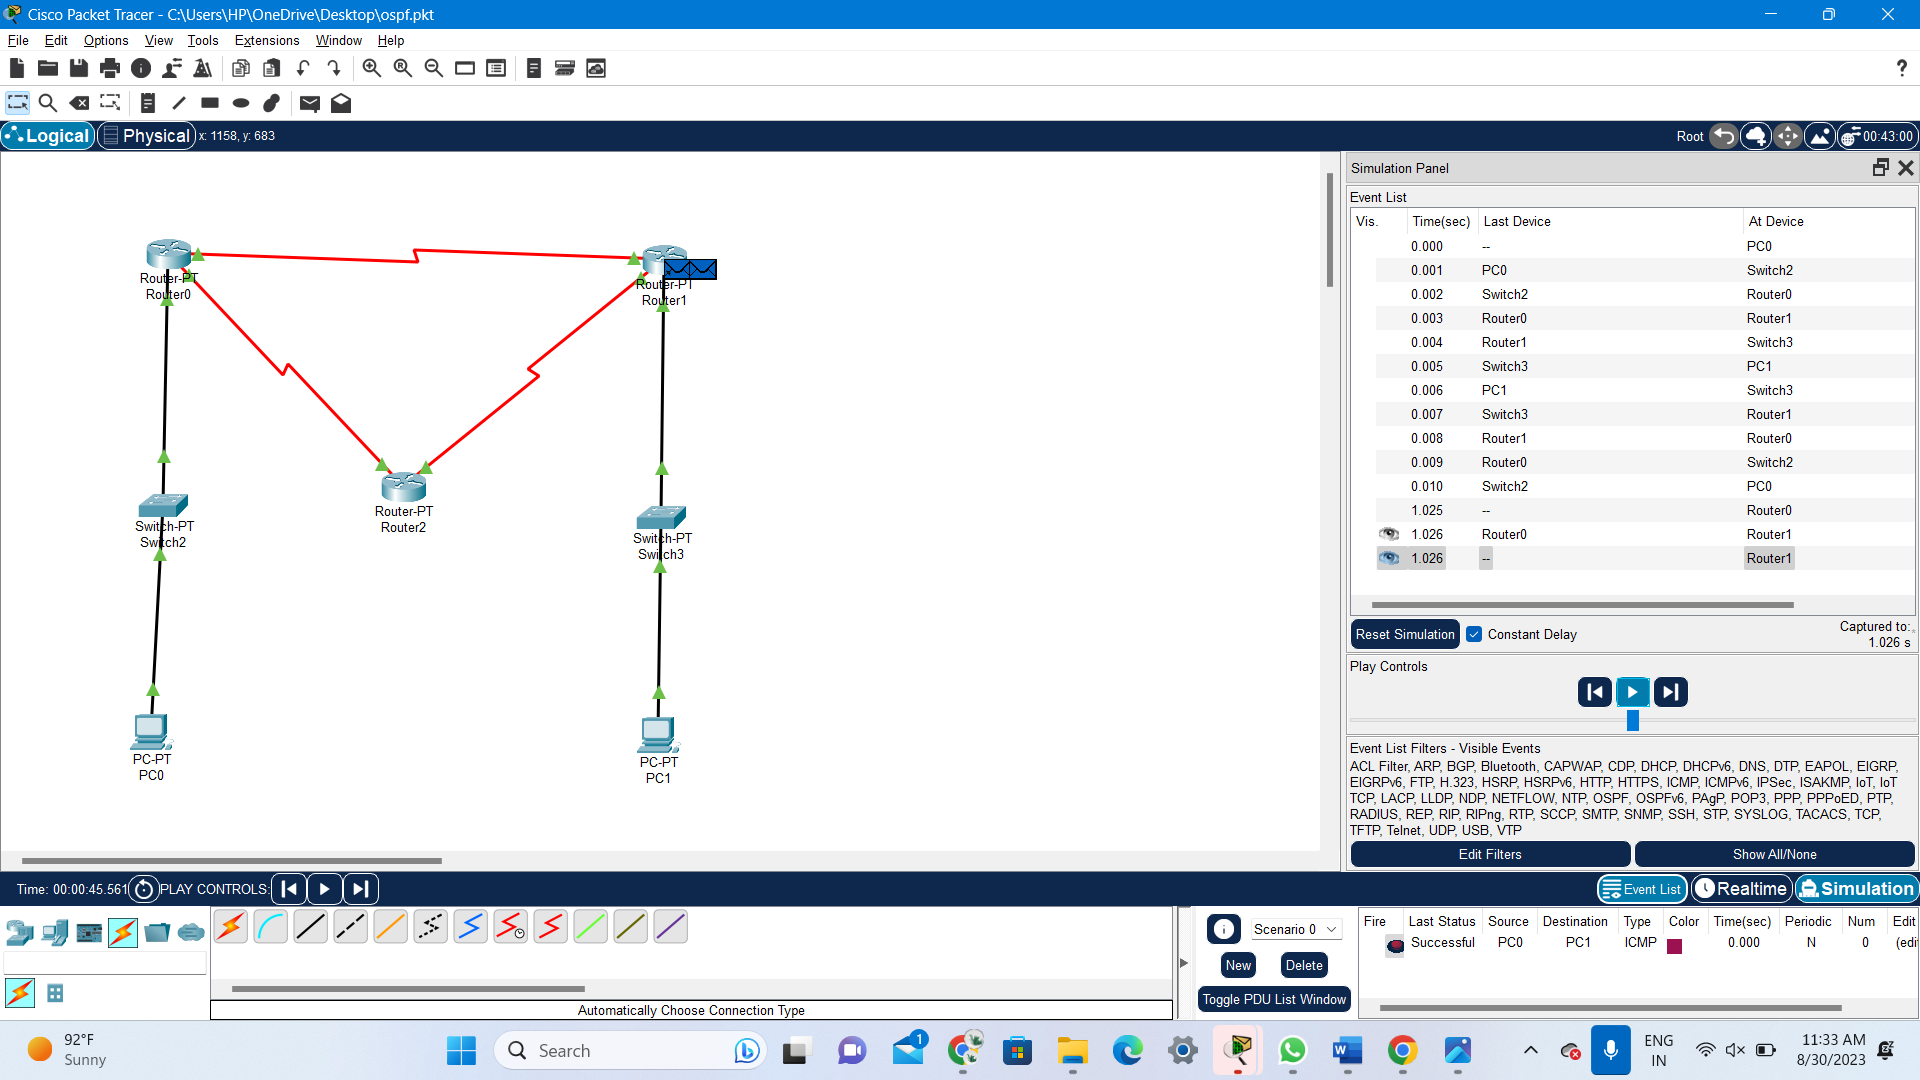 Cisco Packet Tracer - C:\Users\HP\OneDrive\Desktop\ospf.pkt
File Edit Options View Tools Extensions Window Help
?
Logical Physical x: 1158, y: 683 Root 00:43:00
Router-PT
Router0
Router-PT
Router1
Router-PT
Router2
Switch-PT
Switch2
Switch-PT
Switch3
PC-PT
PC0
PC-PT
PC1
Simulation Panel
Event List
Vis. Time(sec) Last Device At Device
0.000 -- PC0
0.001 PC0 Switch2
0.002 Switch2 Router0
0.003 Router0 Router1
0.004 Router1 Switch3
0.005 Switch3 PC1
0.006 PC1 Switch3
0.007 Switch3 Router1
0.008 Router1 Router0
0.009 Router0 Switch2
0.010 Switch2 PC0
1.025 -- Router0
1.026 Router0 Router1
1.026 -- Router1
Reset Simulation Constant Delay Captured to:
1.026 s
Play Controls
Event List Filters - Visible Events
ACL Filter, ARP, BGP, Bluetooth, CAPWAP, CDP, DHCP, DHCPv6, DNS, DTP, EAPOL, EIGRP,
EIGRPv6, FTP, H.323, HSRP, HSRPv6, HTTP, HTTPS, ICMP, ICMPv6, IPSec, ISAKMP, IoT, IoT
TCP, LACP, LLDP, NDP, NETFLOW, NTP, OSPF, OSPFv6, PAgP, POP3, PPP, PPPoED, PTP,
RADIUS, REP, RIP, RIPng, RTP, SCCP, SMTP, SNMP, SSH, STP, SYSLOG, TACACS, TCP,
TFTP, Telnet, UDP, USB, VTP
Edit Filters Show All/None
Time: 00:00:45.561 PLAY CONTROLS: Event List Realtime Simulation
Scenario 0
New Delete
Toggle PDU List Window
Fire Last Status Source Destination Type Color Time(sec) Periodic Num Edit
Successful PC0 PC1 ICMP 0.000 N 0 (edi
Automatically Choose Connection Type
92°F
Sunny
Search
1
ENG
IN
11:33 AM
8/30/2023